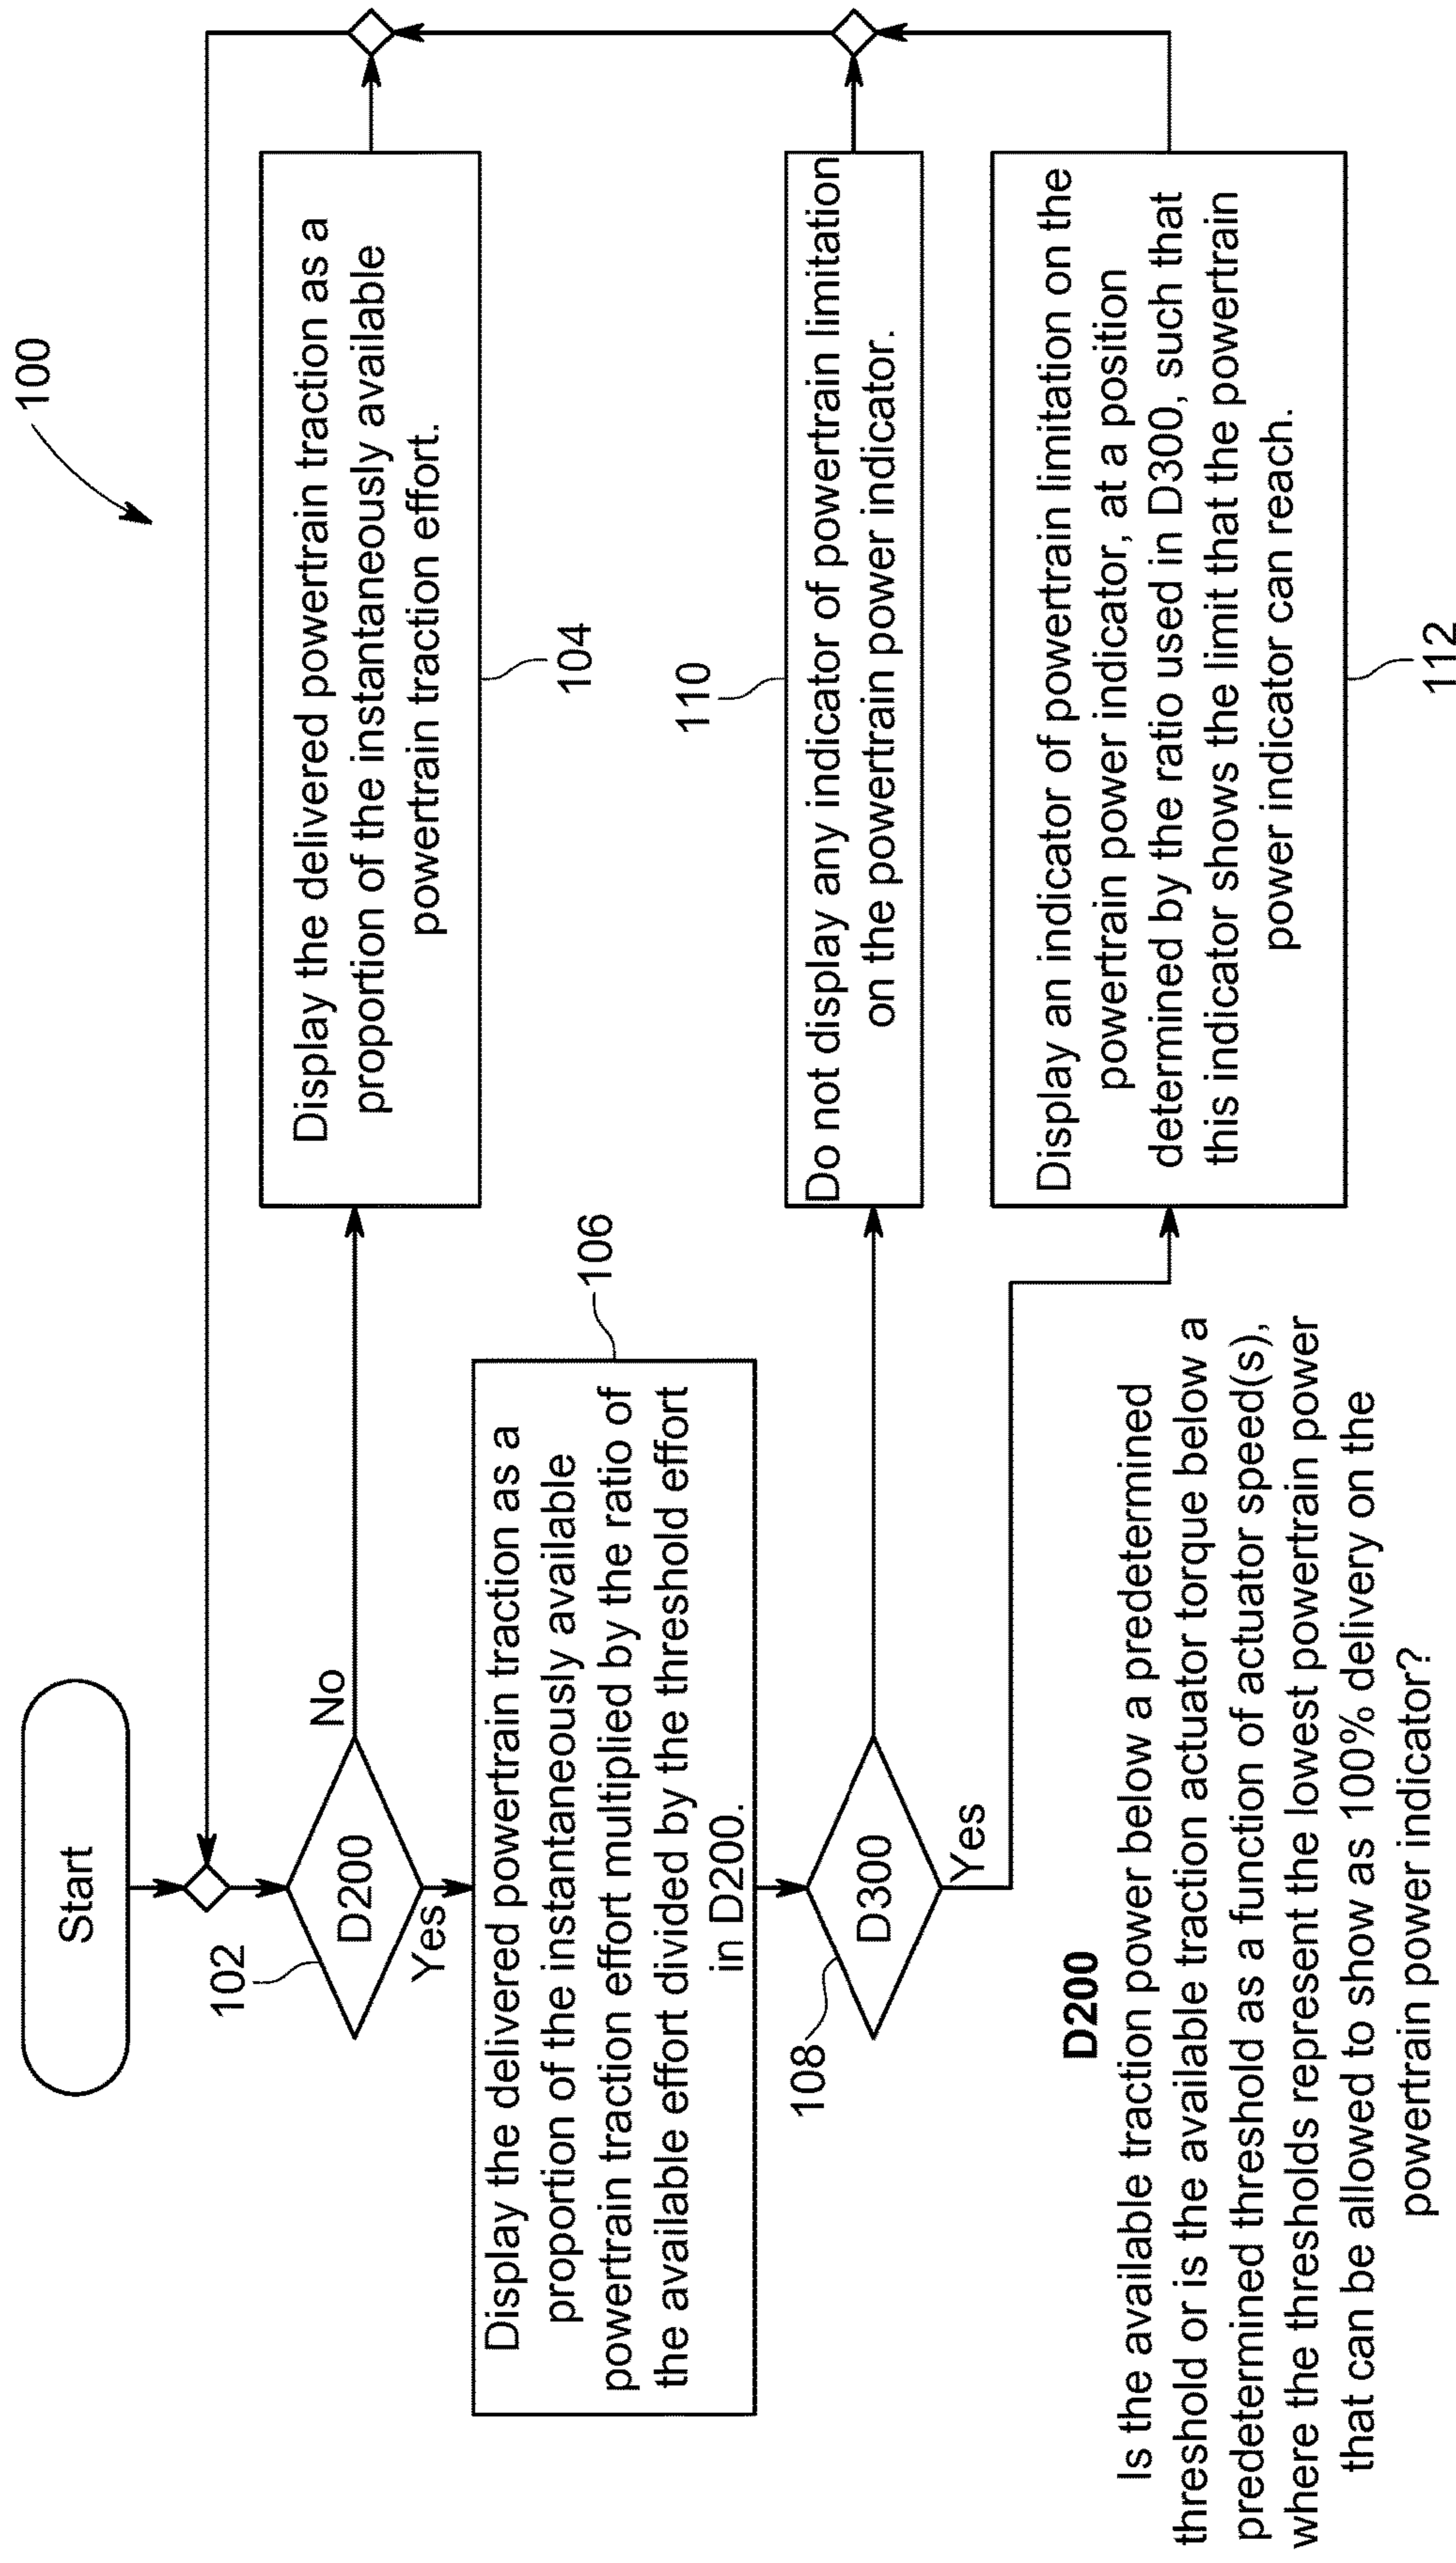 100
Start
102
D200
No
Yes
Display the delivered powertrain traction as a
proportion of the instantaneously available
powertrain traction effort.
104
Display the delivered powertrain traction as a
proportion of the instantaneously available
powertrain traction effort multiplied by the ratio of
the available effort divided by the threshold effort
in D200.
106
108
D300
Yes
110
Do not display any indicator of powertrain limitation
on the powertrain power indicator.
Display an indicator of powertrain limitation on the
powertrain power indicator, at a position
determined by the ratio used in D300, such that
this indicator shows the limit that the powertrain
power indicator can reach.
112
D200
Is the available traction power below a predetermined
threshold or is the available traction actuator torque below a
predetermined threshold as a function of actuator speed(s),
where the thresholds represent the lowest powertrain power
that can be allowed to show as 100% delivery on the
powertrain power indicator?